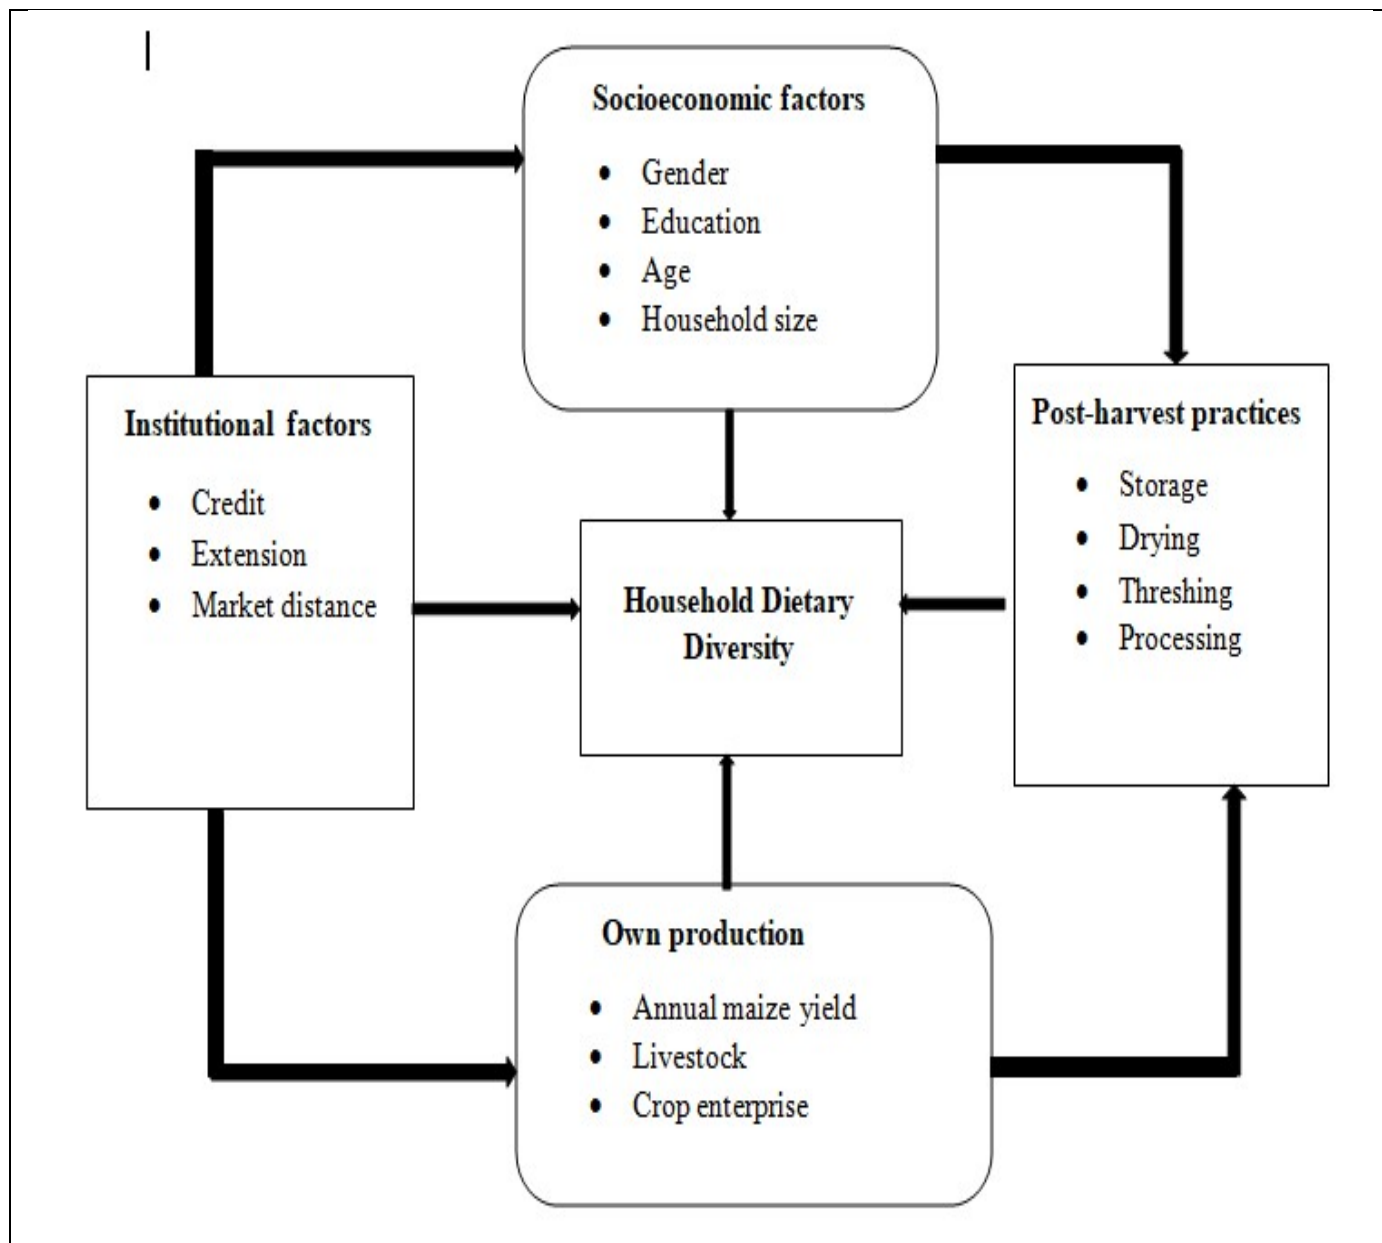 Socioeconomic factors
• Gender
• Education
• Age
• Household size
Institutional factors
• Credit
• Extension
• Market distance
Household Dietary
Diversity
Post-harvest practices
• Storage
• Drying
• Threshing
• Processing
Own production
• Annual maize yield
• Livestock
• Crop enterprise